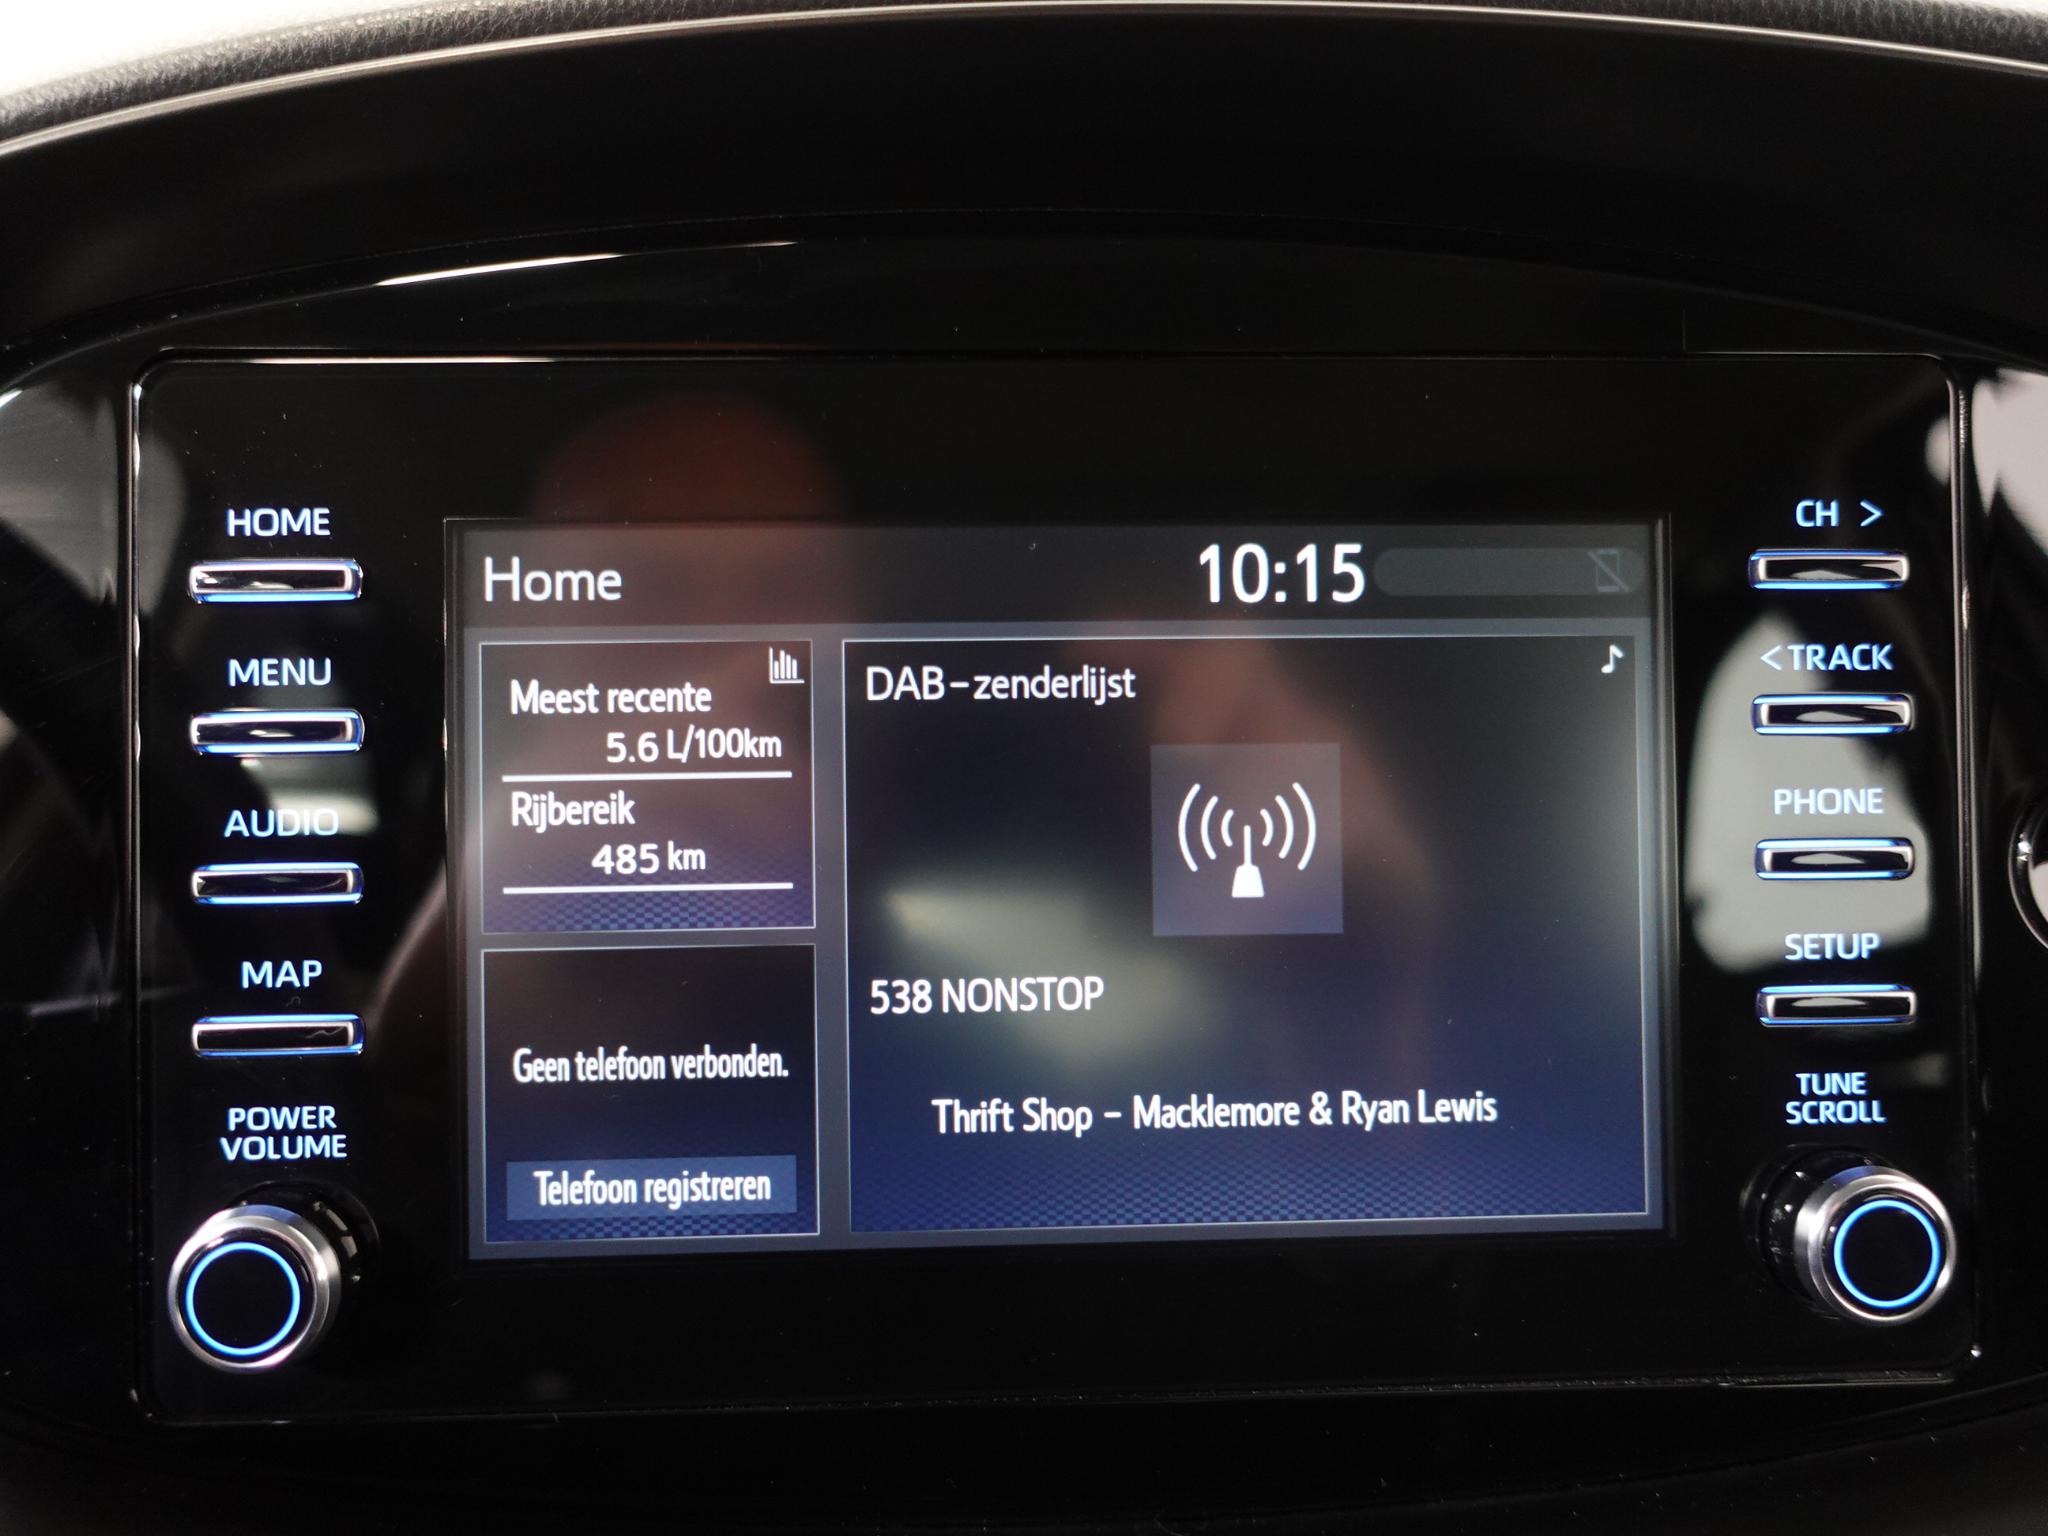 HOME
MENU
AUDIO
MAP
POWER
VOLUME
Home
10:15
Meest recente
5.6 L/100km
Rijbereik
485 km
Geen telefoon verbonden.
Telefoon registreren
DAB-zenderlijst
538 NONSTOP
Thrift Shop - Macklemore & Ryan Lewis
CH >
< TRACK
PHONE
SETUP
TUNE
SCROLL